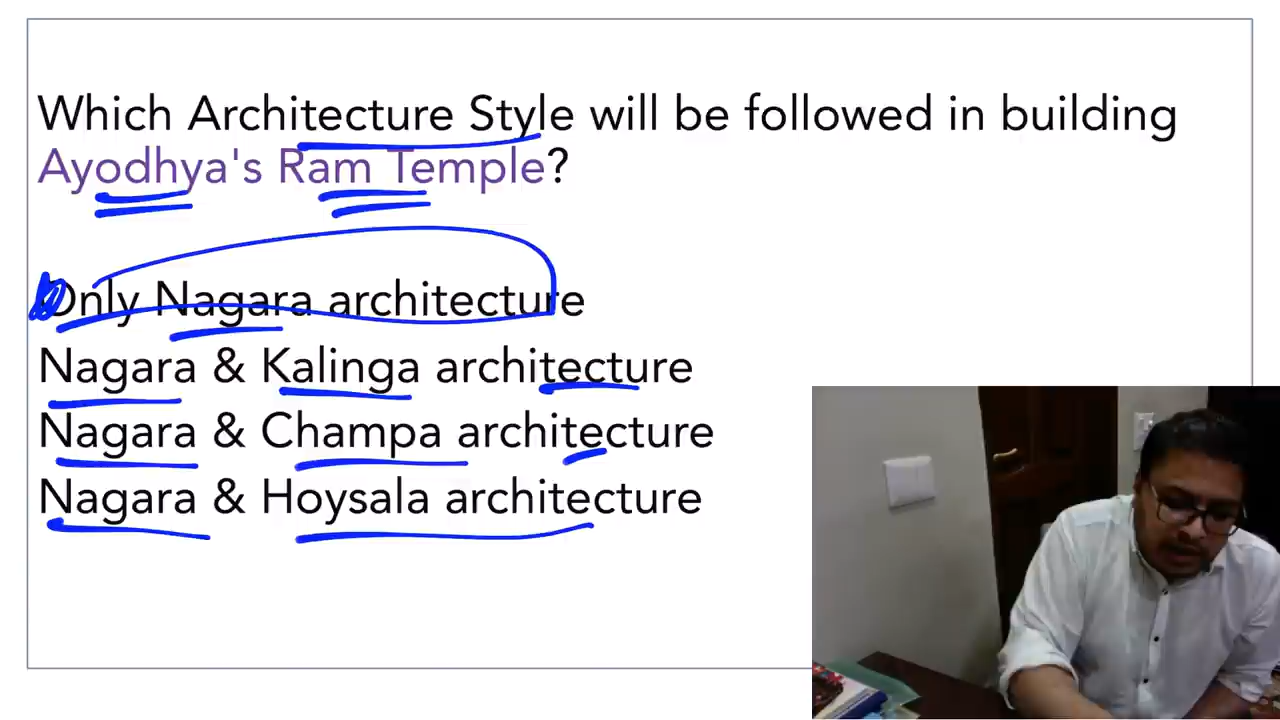 Which Architecture Style will be followed in building
Ayodhya's Ram Temple?
Only Nagara architecture
Nagara & Kalinga architecture
Nagara & Champa architecture
Nagara & Hoysala architecture